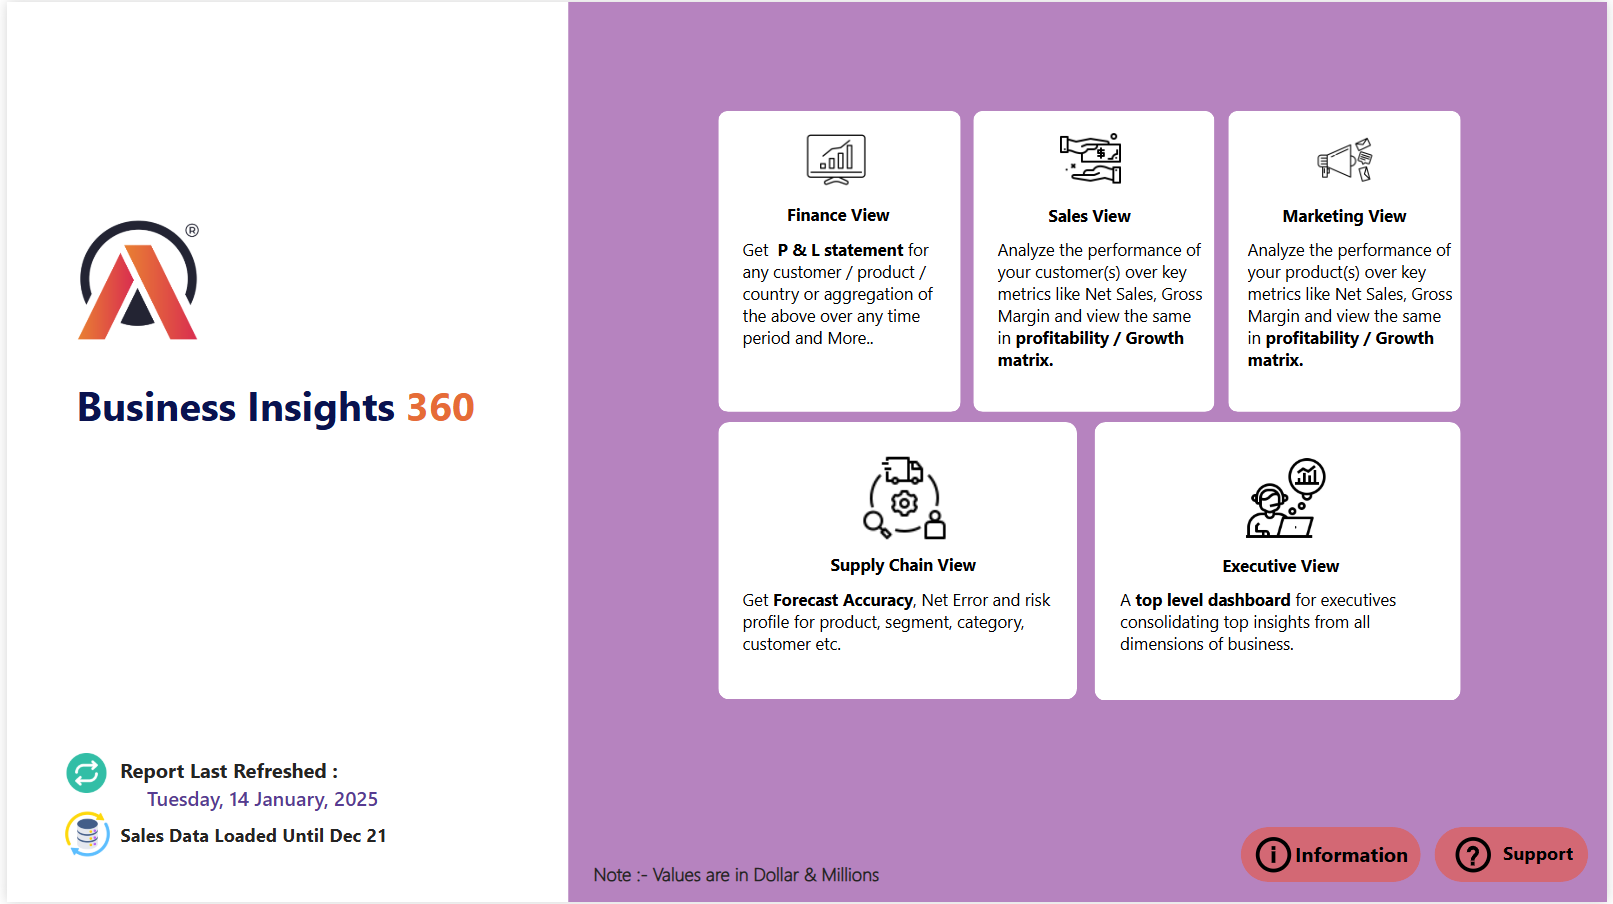 ®
Business Insights 360
Report Last Refreshed :
Tuesday, 14 January, 2025
Sales Data Loaded Until Dec 21
Finance View
Get P & L statement for
any customer / product /
country or aggregation of
the above over any time
period and More..
$
Sales View
Analyze the performance of
your customer(s) over key
metrics like Net Sales, Gross
Margin and view the same
in profitability / Growth
matrix.
Marketing View
Analyze the performance of
your product(s) over key
metrics like Net Sales, Gross
Margin and view the same
in profitability / Growth
matrix.
Supply Chain View
Get Forecast Accuracy, Net Error and risk
profile for product, segment, category,
customer etc.
Executive View
A top level dashboard for executives
consolidating top insights from all
dimensions of business.
Note :- Values are in Dollar & Millions
i Information
? Support